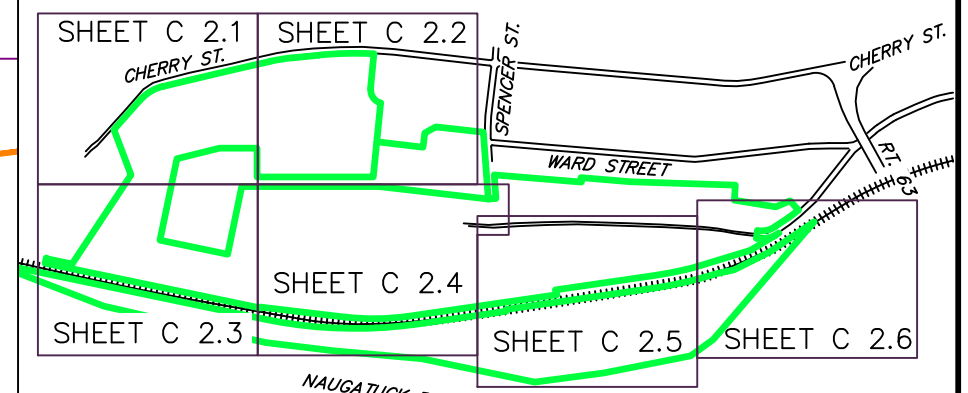 SHEET C 2.1
SHEET C 2.2
CHERRY ST.
SPENCER ST.
CHERRY ST.
WARD STREET
RT. 63
SHEET C 2.4
SHEET C 2.3
SHEET C 2.5
SHEET C 2.6
NAUGATUCK